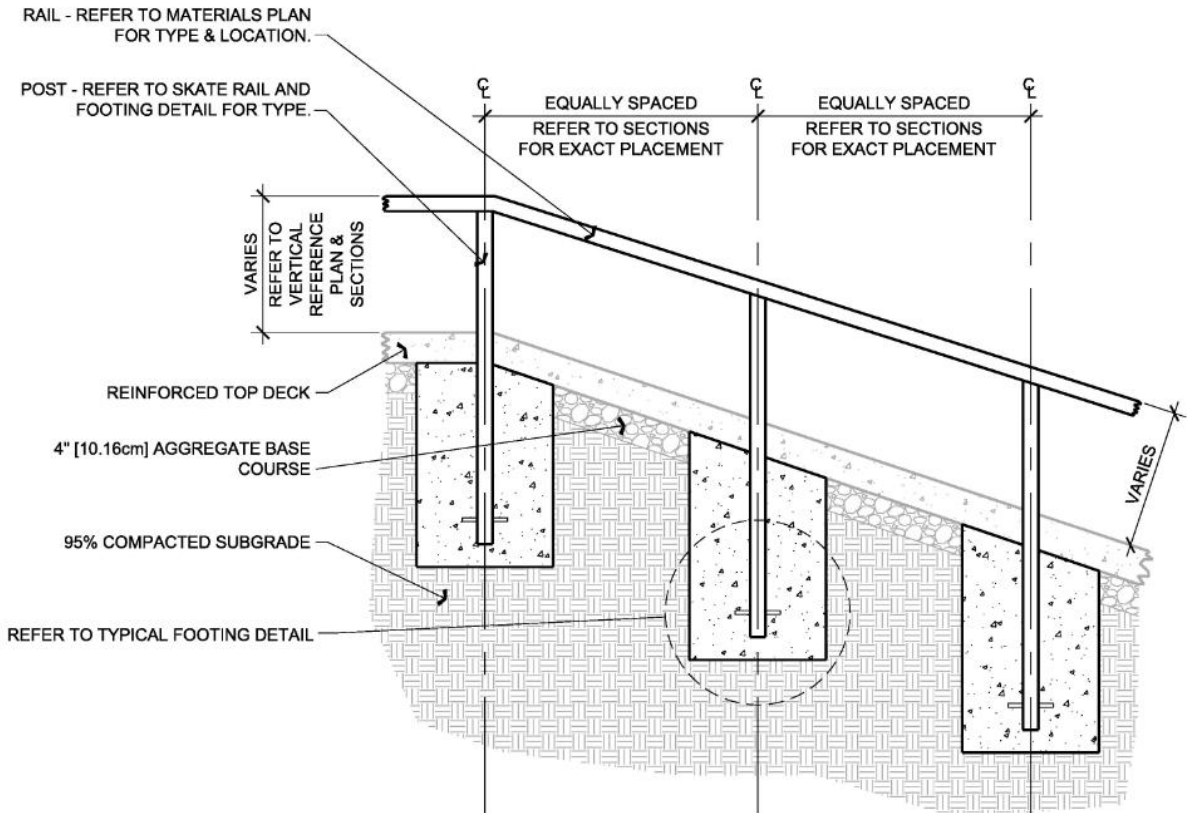 RAIL - REFER TO MATERIALS PLAN
FOR TYPE & LOCATION.
POST - REFER TO SKATE RAIL AND
FOOTING DETAIL FOR TYPE.
℄
℄
℄
EQUALLY SPACED
REFER TO SECTIONS
FOR EXACT PLACEMENT
EQUALLY SPACED
REFER TO SECTIONS
FOR EXACT PLACEMENT
VARIES
REFER TO
VERTICAL
REFERENCE
PLAN &
SECTIONS
REINFORCED TOP DECK
4" [10.16cm] AGGREGATE BASE
COURSE
VARIES
95% COMPACTED SUBGRADE
REFER TO TYPICAL FOOTING DETAIL